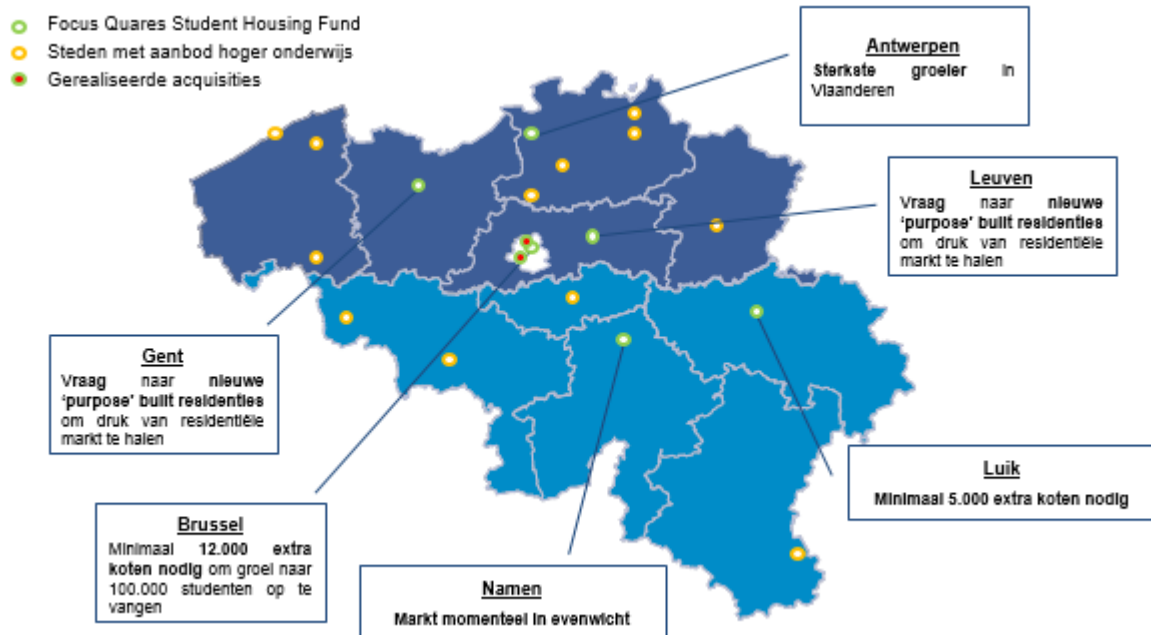 Focus Quares Student Housing Fund
Steden met aanbod hoger onderwijs
Gerealiseerde acquisities
Antwerpen
Sterkste groeier in
Vlaanderen
Leuven
Vraag naar nieuwe
‘purpose’ built residenties
om druk van residentiële
markt te halen
Gent
Vraag naar nieuwe
‘purpose’ built residenties
om druk van residentiële
markt te halen
Luik
Minimaal 5.000 extra koten nodig
Brussel
Minimaal 12.000 extra
koten nodig om groei naar
100.000 studenten op te
vangen
Namen
Markt momenteel in evenwicht